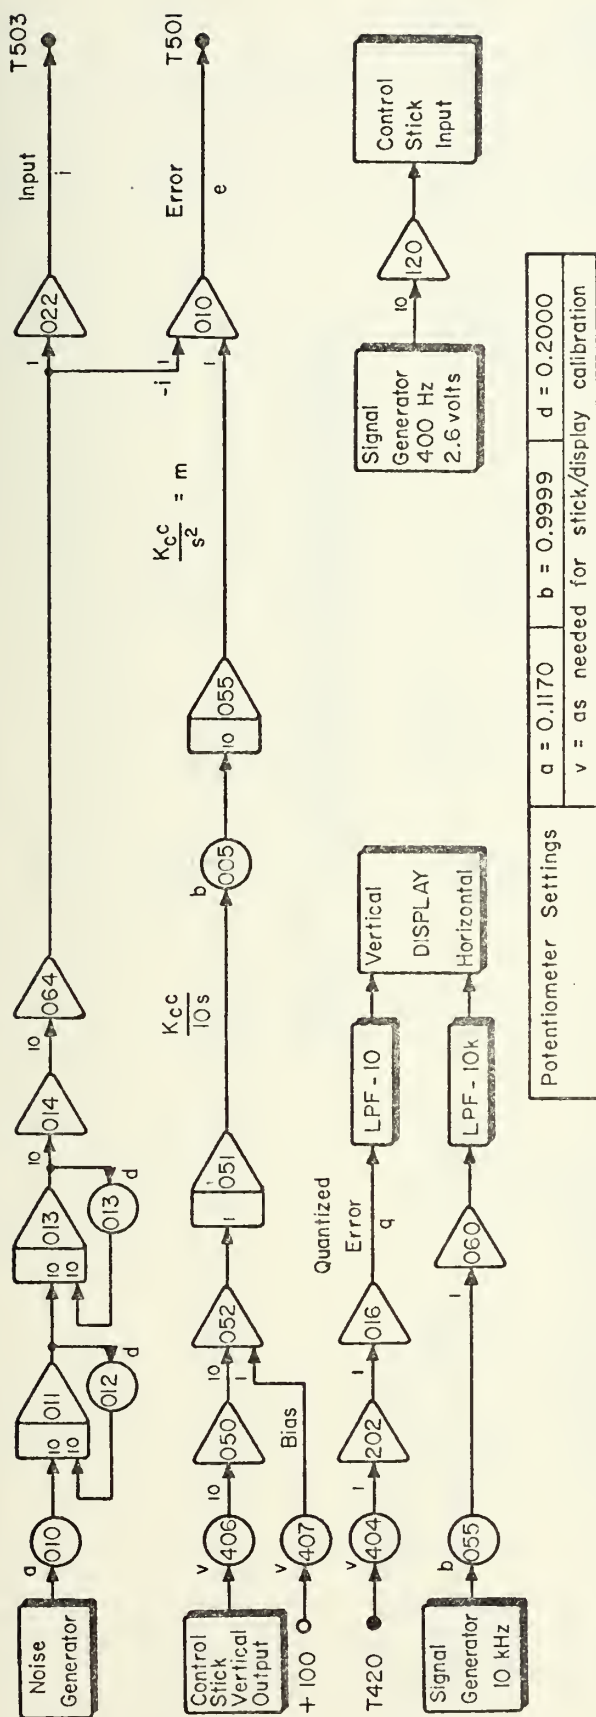 Noise
Generator
a
010
10
10
011
012
d
10
10
013
013
d
10
014
10
064
1
022
Input
i
T503
Control
Stick
Vertical
Output
v
406
10
050
10
1
052
1
051
K_c c
10s
b
005
10
055
K_c c
s²
= m
-i
1
1
010
Error
e
T501
+100
v
407
Bias
T420
v
404
1
202
1
016
Quantized
Error
q
LPF-10
Vertical
DISPLAY
Horizontal
Signal
Generator
10 kHz
b
055
1
060
LPF-10k
Signal
Generator
400 Hz
2.6 volts
10
120
Control
Stick
Input
Potentiometer Settings
a = 0.1170
b = 0.9999
d = 0.2000
v = as needed for stick/display calibration